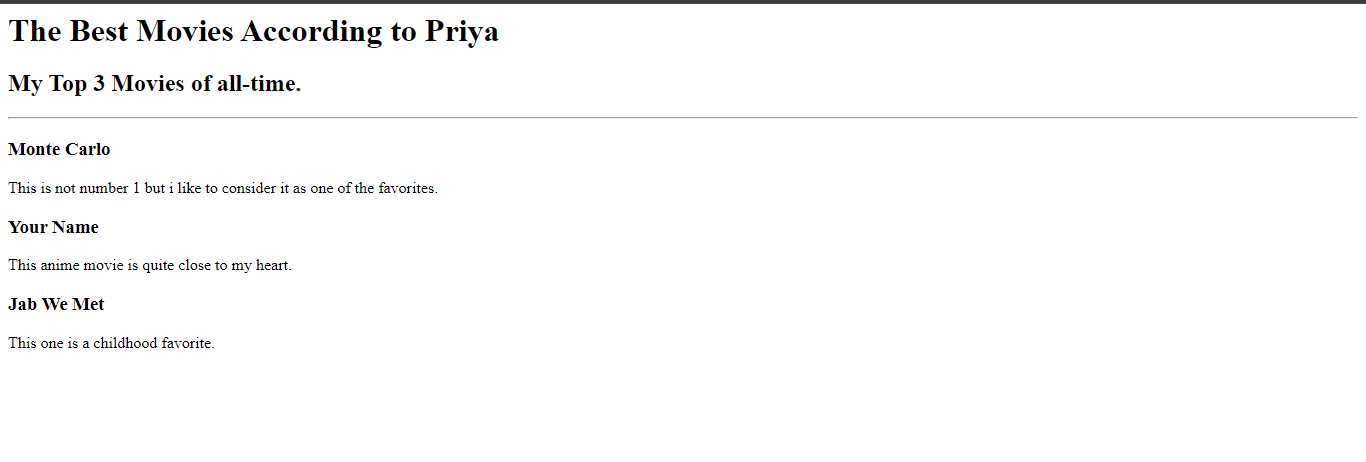 The Best Movies According to Priya
My Top 3 Movies of all-time.
Monte Carlo
This is not number 1 but i like to consider it as one of the favorites.
Your Name
This anime movie is quite close to my heart.
Jab We Met
This one is a childhood favorite.